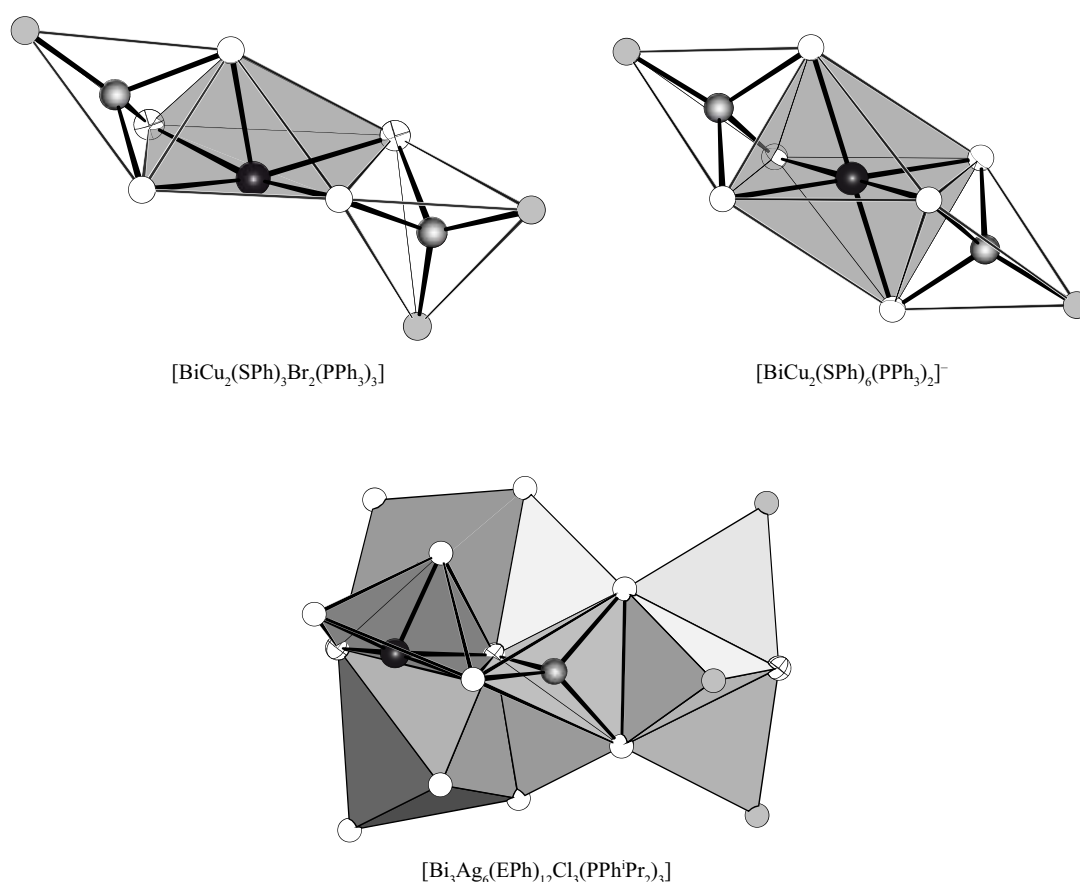 [BiCu₂(SPh)₃Br₂(PPh₃)₃]
[BiCu₂(SPh)₆(PPh₃)₂]⁻
[Bi₃Ag₆(EPh)₁₂Cl₃(PPhⁱPr₂)₃]